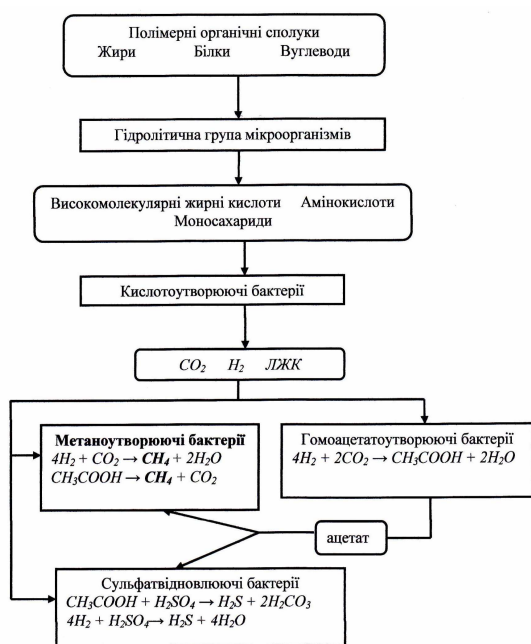 Полімерні органічні сполуки
Жири Білки Вуглеводи
Гідролітична група мікроорганізмів
Високомолекулярні жирні кислоти Амінокислоти
Моносахариди
Кислотоутворюючі бактерії
CO₂ H₂ ЛЖК
Метаноутворюючі бактерії
4H₂ + CO₂ → CH₄ + 2H₂O
CH₃COOH → CH₄ + CO₂
Гомоацетатоутворюючі бактерії
4H₂ + 2CO₂ → CH₃COOH + 2H₂O
ацетат
Сульфатвідновлюючі бактерії
CH₃COOH + H₂SO₄ → H₂S + 2H₂CO₃
4H₂ + H₂SO₄→ H₂S + 4H₂O